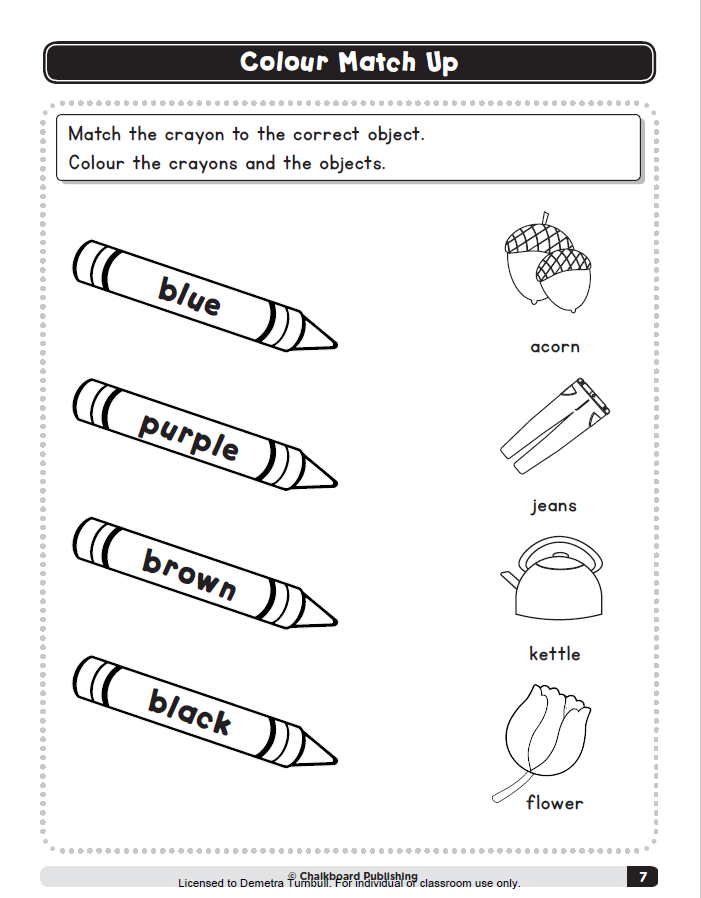 Colour Match Up
Match the crayon to the correct object.
Colour the crayons and the objects.
blue
acorn
purple
jeans
brown
kettle
black
flower
© Chalkboard Publishing
7
Licensed to Demetra Turnbull. For individual or classroom use only.